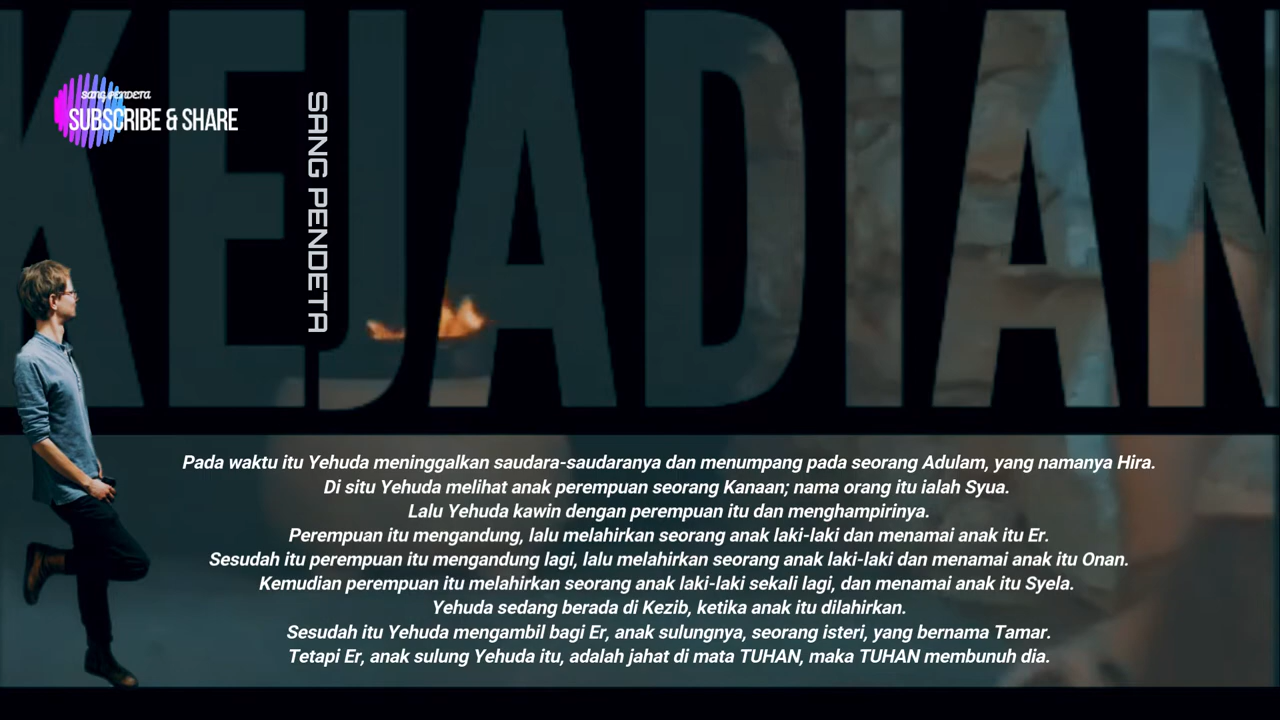 KEJADIAN
sang pendeta
SUBSCRIBE & SHARE
SANG PENDETA
Pada waktu itu Yehuda meninggalkan saudara-saudaranya dan menumpang pada seorang Adulam, yang namanya Hira.
Di situ Yehuda melihat anak perempuan seorang Kanaan; nama orang itu ialah Syua.
Lalu Yehuda kawin dengan perempuan itu dan menghampirinya.
Perempuan itu mengandung, lalu melahirkan seorang anak laki-laki dan menamai anak itu Er.
Sesudah itu perempuan itu mengandung lagi, lalu melahirkan seorang anak laki-laki dan menamai anak itu Onan.
Kemudian perempuan itu melahirkan seorang anak laki-laki sekali lagi, dan menamai anak itu Syela.
Yehuda sedang berada di Kezib, ketika anak itu dilahirkan.
Sesudah itu Yehuda mengambil bagi Er, anak sulungnya, seorang isteri, yang bernama Tamar.
Tetapi Er, anak sulung Yehuda itu, adalah jahat di mata TUHAN, maka TUHAN membunuh dia.